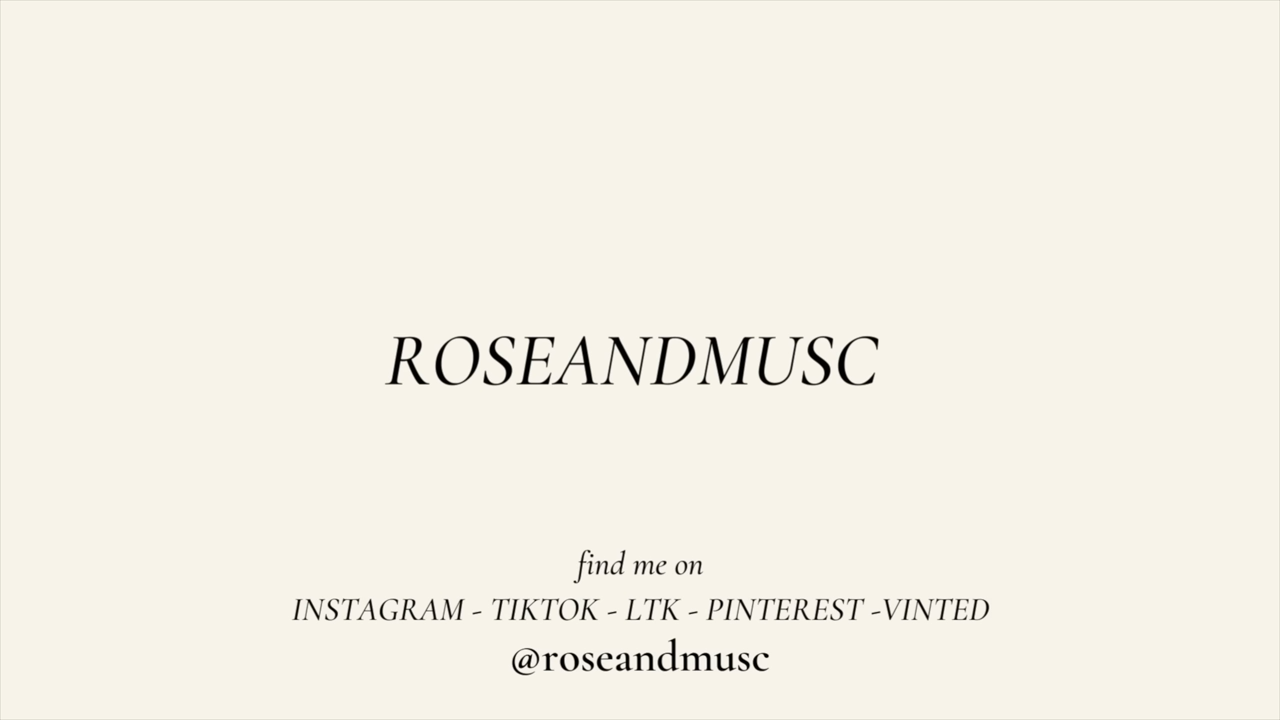 ROSEANDMUSC
find me on
INSTAGRAM - TIKTOK - LTK - PINTEREST -VINTED
@roseandmusc